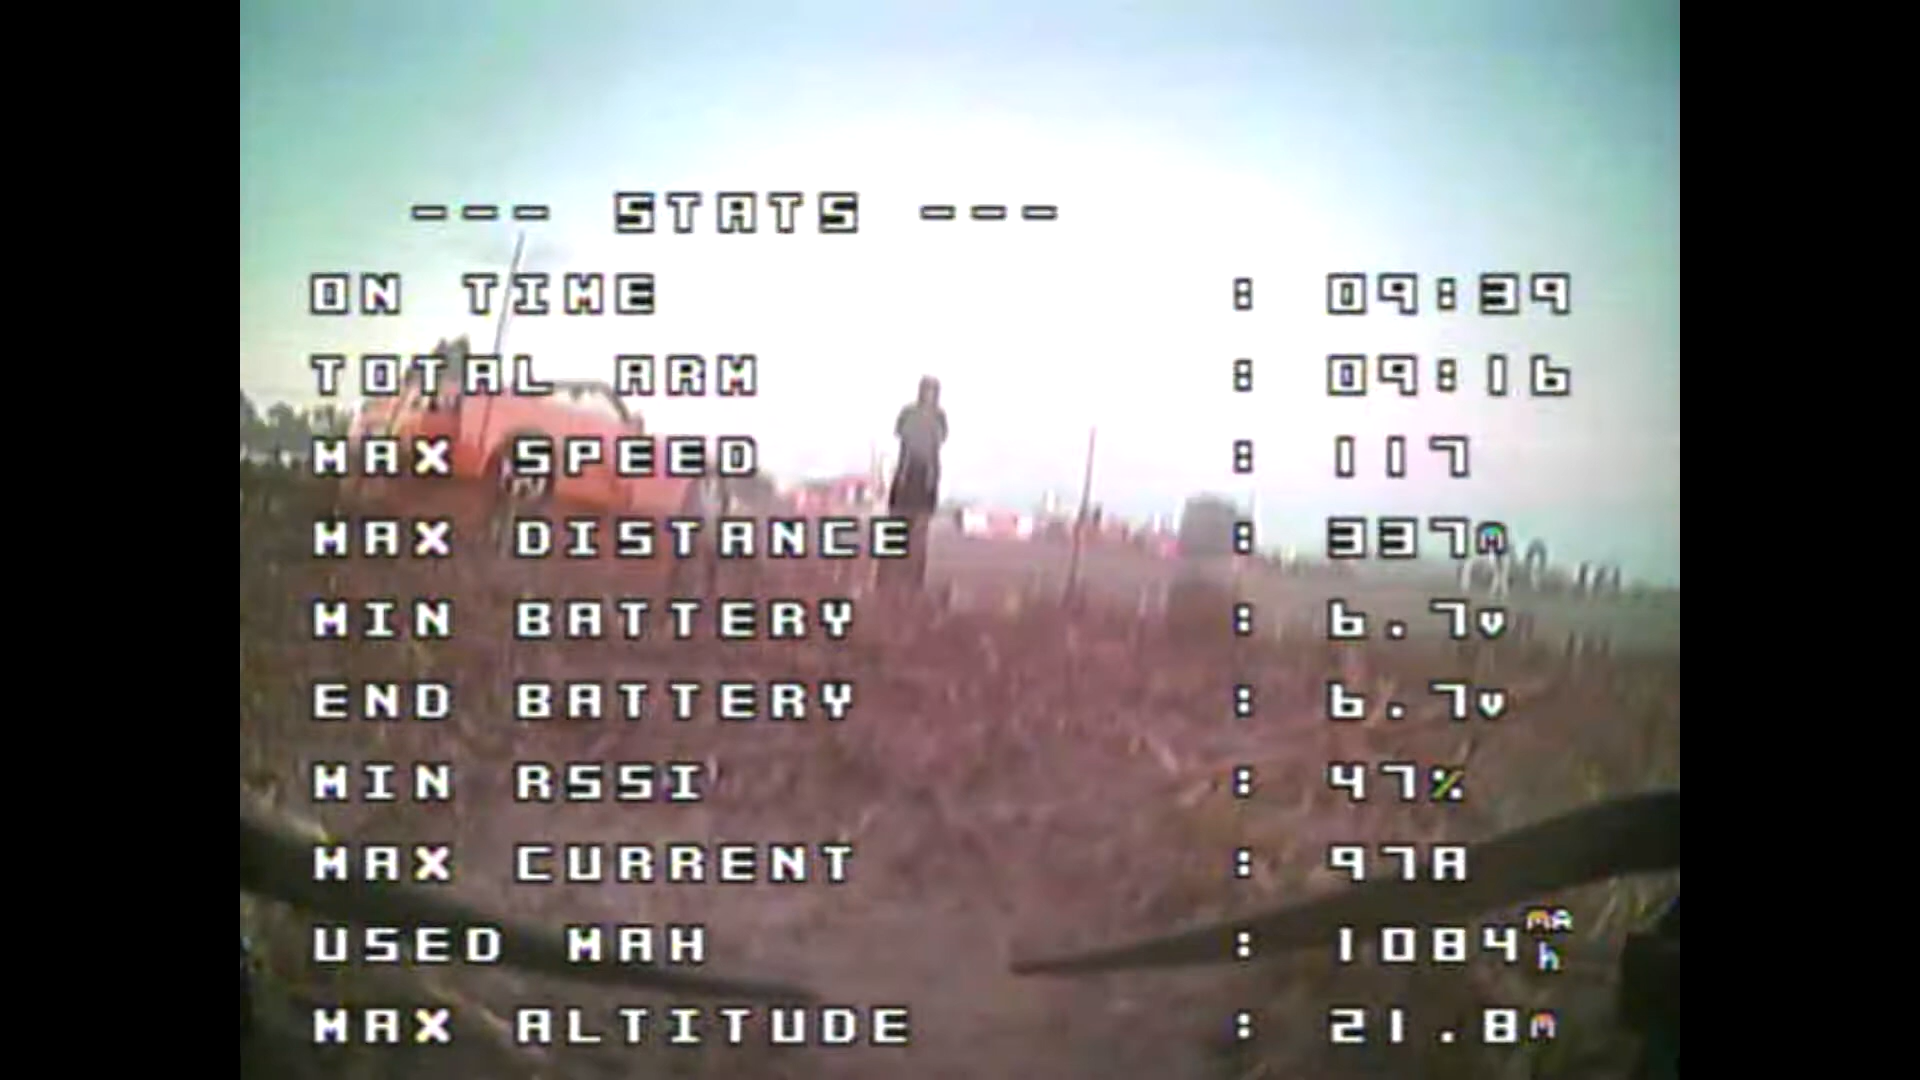 --- STATS ---
ON TIME : 09:39
TOTAL ARM : 09:16
MAX SPEED : 117
MAX DISTANCE : 337m
MIN BATTERY : 6.7v
END BATTERY : 6.7v
MIN RSSI : 47%
MAX CURRENT : 97A
USED MAH : 1084mAh
MAX ALTITUDE : 21.8m